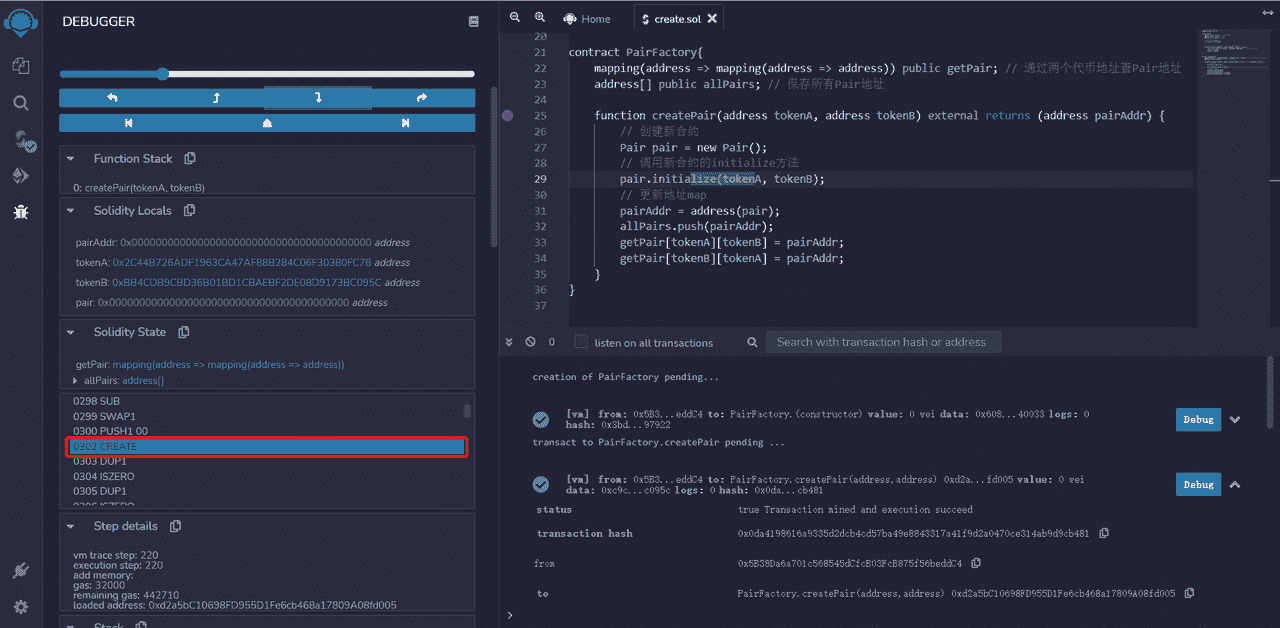 DEBUGGER
Function Stack
0: createPair(tokenA, tokenB)
Solidity Locals
pairAddr: 0x0000000000000000000000000000000000000000 address
tokenA: 0x2C44B726ADF1963CA47AF88B284C06F30380FC78 address
tokenB: 0xBB4CDB9CBD36B01BD1CBAEBF2DE08D9173BC095C address
pair: 0x0000000000000000000000000000000000000000 address
Solidity State
getPair: mapping(address => mapping(address => address))
allPairs: address[]
0298 SUB
0299 SWAP1
0300 PUSH1 00
0302 CREATE
0303 DUP1
0304 ISZERO
0305 DUP1
0306 ISZERO
Step details
vm trace step: 220
execution step: 220
add memory:
gas: 32000
remaining gas: 442710
loaded address: 0xd2a5bC10698FD955D1Fe6cb468a17809A08fd005
Stack
Home
create.sol
20
21 contract PairFactory{
22 mapping(address => mapping(address => address)) public getPair; // 通过两个代币地址查Pair地址
23 address[] public allPairs; // 保存所有Pair地址
24
25 function createPair(address tokenA, address tokenB) external returns (address pairAddr) {
26 // 创建新合约
27 Pair pair = new Pair();
28 // 调用新合约的initialize方法
29 pair.initialize(tokenA, tokenB);
30 // 更新地址map
31 pairAddr = address(pair);
32 allPairs.push(pairAddr);
33 getPair[tokenA][tokenB] = pairAddr;
34 getPair[tokenB][tokenA] = pairAddr;
35 }
36 }
37
0 listen on all transactions Search with transaction hash or address
creation of PairFactory pending...
[vm] from: 0x5B3...eddC4 to: PairFactory.(constructor) value: 0 wei data: 0x608...40033 logs: 0
hash: 0x3bd...97922
Debug
transact to PairFactory.createPair pending ...
[vm] from: 0x5B3...eddC4 to: PairFactory.createPair(address,address) 0xd2a...fd005 value: 0 wei
data: 0xc9c...c095c logs: 0 hash: 0x0da...cb481
Debug
status true Transaction mined and execution succeed
transaction hash 0x0da4198616a9335d2dcb4cd57ba49e8843317a41f9d2a0470ce314ab9d9cb481
from 0x5B38Da6a701c568545dCfcB03FcB875f56beddC4
to PairFactory.createPair(address,address) 0xd2a5bC10698FD955D1Fe6cb468a17809A08fd005
>